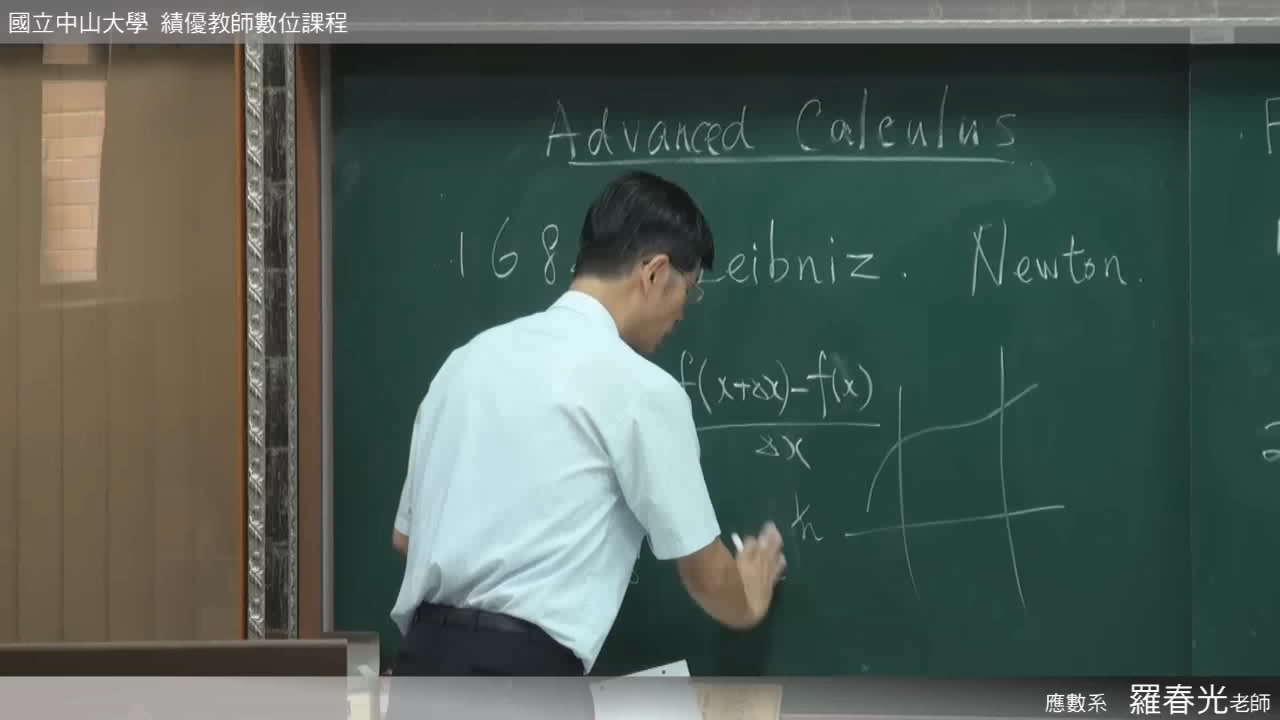 國立中山大學 績優教師數位課程
Advanced Calculus
168 Leibniz. Newton.
f(x+Δx)-f(x)
Δx
h
應數系 羅春光老師